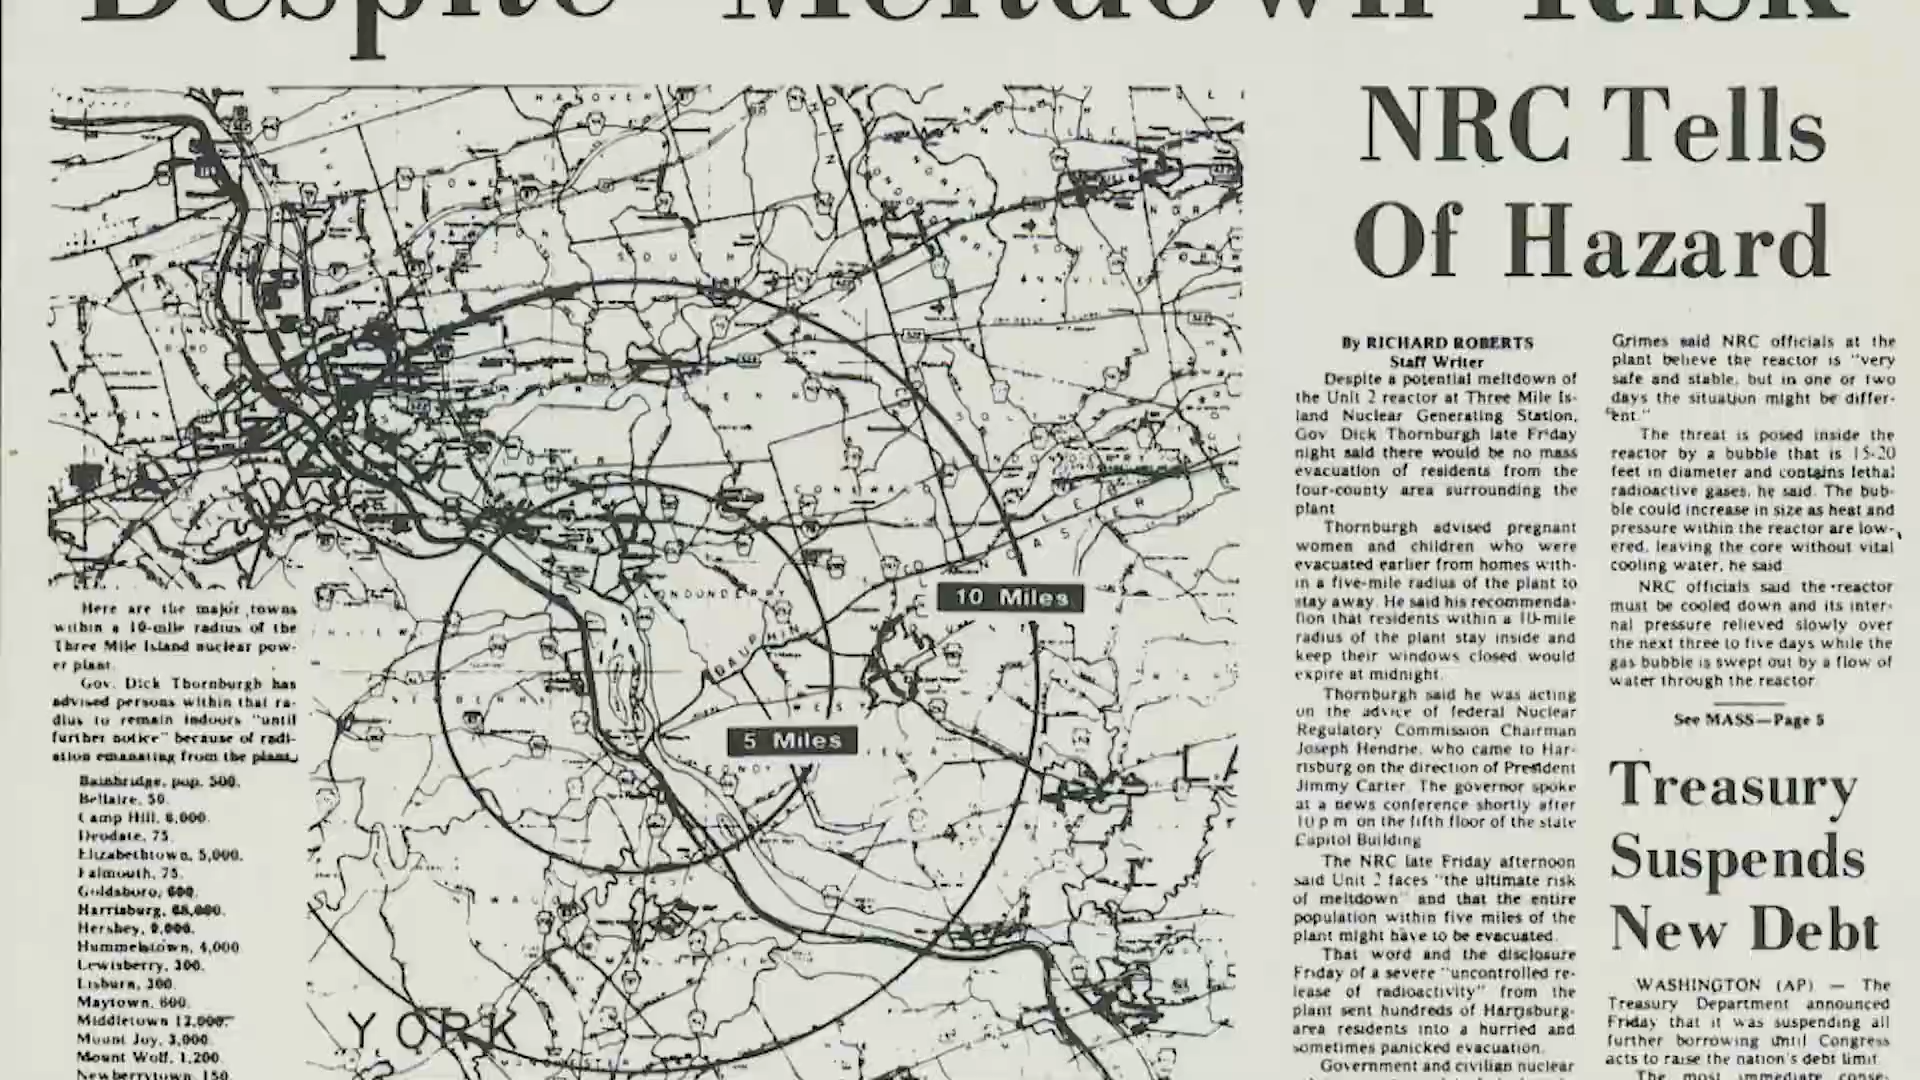 Despite Meltdown Risk
10 Miles
5 Miles
LONDONDERRY
DAUPHIN
YORK
Here are the major towns
within a 10-mile radius of the
Three Mile Island nuclear pow-
er plant.
Gov. Dick Thornburgh has
advised persons within that ra-
dius to remain indoors "until
further notice" because of radi-
ation emanating from the plant.
Bainbridge, pop. 500.
Bellaire, 50.
Camp Hill, 8,000.
Deodate, 75.
Elizabethtown, 5,000.
Falmouth, 75.
Goldsboro, 600.
Harrisburg, 68,000.
Hershey, 9,000.
Hummelstown, 4,000
Lewisberry, 300.
Lisburn, 300.
Maytown, 600.
Middletown 12,000.
Mount Joy, 3,000.
Mount Wolf, 1,200.
Newberrytown, 150.
NRC Tells
Of Hazard
By RICHARD ROBERTS
Staff Writer
Despite a potential meltdown of
the Unit 2 reactor at Three Mile Is-
land Nuclear Generating Station,
Gov. Dick Thornburgh late Friday
night said there would be no mass
evacuation of residents from the
four-county area surrounding the
plant
Thornburgh advised pregnant
women and children who were
evacuated earlier from homes with-
in a five-mile radius of the plant to
stay away. He said his recommenda-
tion that residents within a 10-mile
radius of the plant stay inside and
keep their windows closed would
expire at midnight.
Thornburgh said he was acting
on the advice of federal Nuclear
Regulatory Commission Chairman
Joseph Hendrie, who came to Har-
risburg on the direction of President
Jimmy Carter. The governor spoke
at a news conference shortly after
10 p m on the fifth floor of the state
Capitol Building
The NRC late Friday afternoon
said Unit 2 faces "the ultimate risk
of meltdown" and that the entire
population within five miles of the
plant might have to be evacuated.
That word and the disclosure
Friday of a severe "uncontrolled re-
lease of radioactivity" from the
plant sent hundreds of Harrisburg-
area residents into a hurried and
sometimes panicked evacuation.
Government and civilian nuclear
Grimes said NRC officials at the
plant believe the reactor is "very
safe and stable, but in one or two
days the situation might be differ-
ent."
The threat is posed inside the
reactor by a bubble that is 15-20
feet in diameter and contains lethal
radioactive gases, he said. The bub-
ble could increase in size as heat and
pressure within the reactor are low-
ered, leaving the core without vital
cooling water, he said
NRC officials said the reactor
must be cooled down and its inter-
nal pressure relieved slowly over
the next three to five days while the
gas bubble is swept out by a flow of
water through the reactor
See MASS—Page 5
Treasury
Suspends
New Debt
WASHINGTON (AP) — The
Treasury Department announced
Friday that it was suspending all
further borrowing until Congress
acts to raise the nation's debt limit
The most immediate conse-